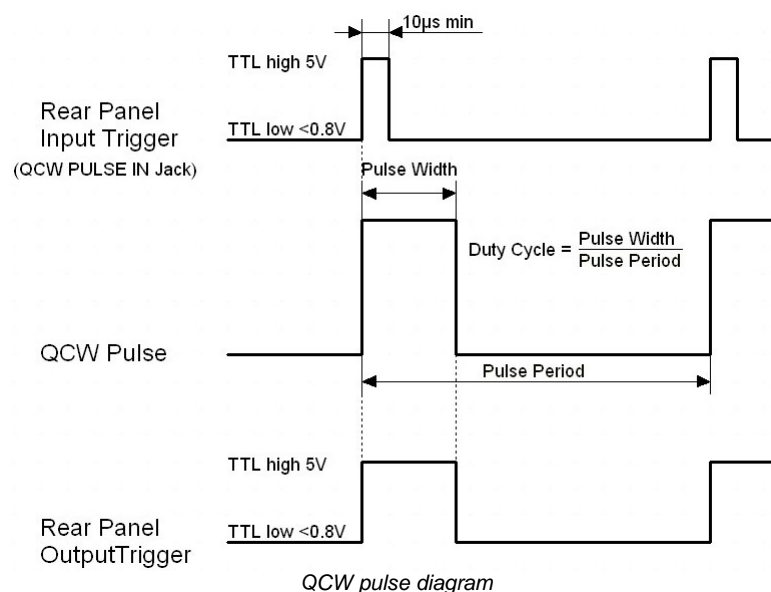 10µs min
TTL high 5V
Rear Panel
Input Trigger
TTL low <0.8V
(QCW PULSE IN Jack)
Pulse Width
Duty Cycle = Pulse Width
Pulse Period
QCW Pulse
Pulse Period
TTL high 5V
Rear Panel
OutputTrigger
TTL low <0.8V
QCW pulse diagram